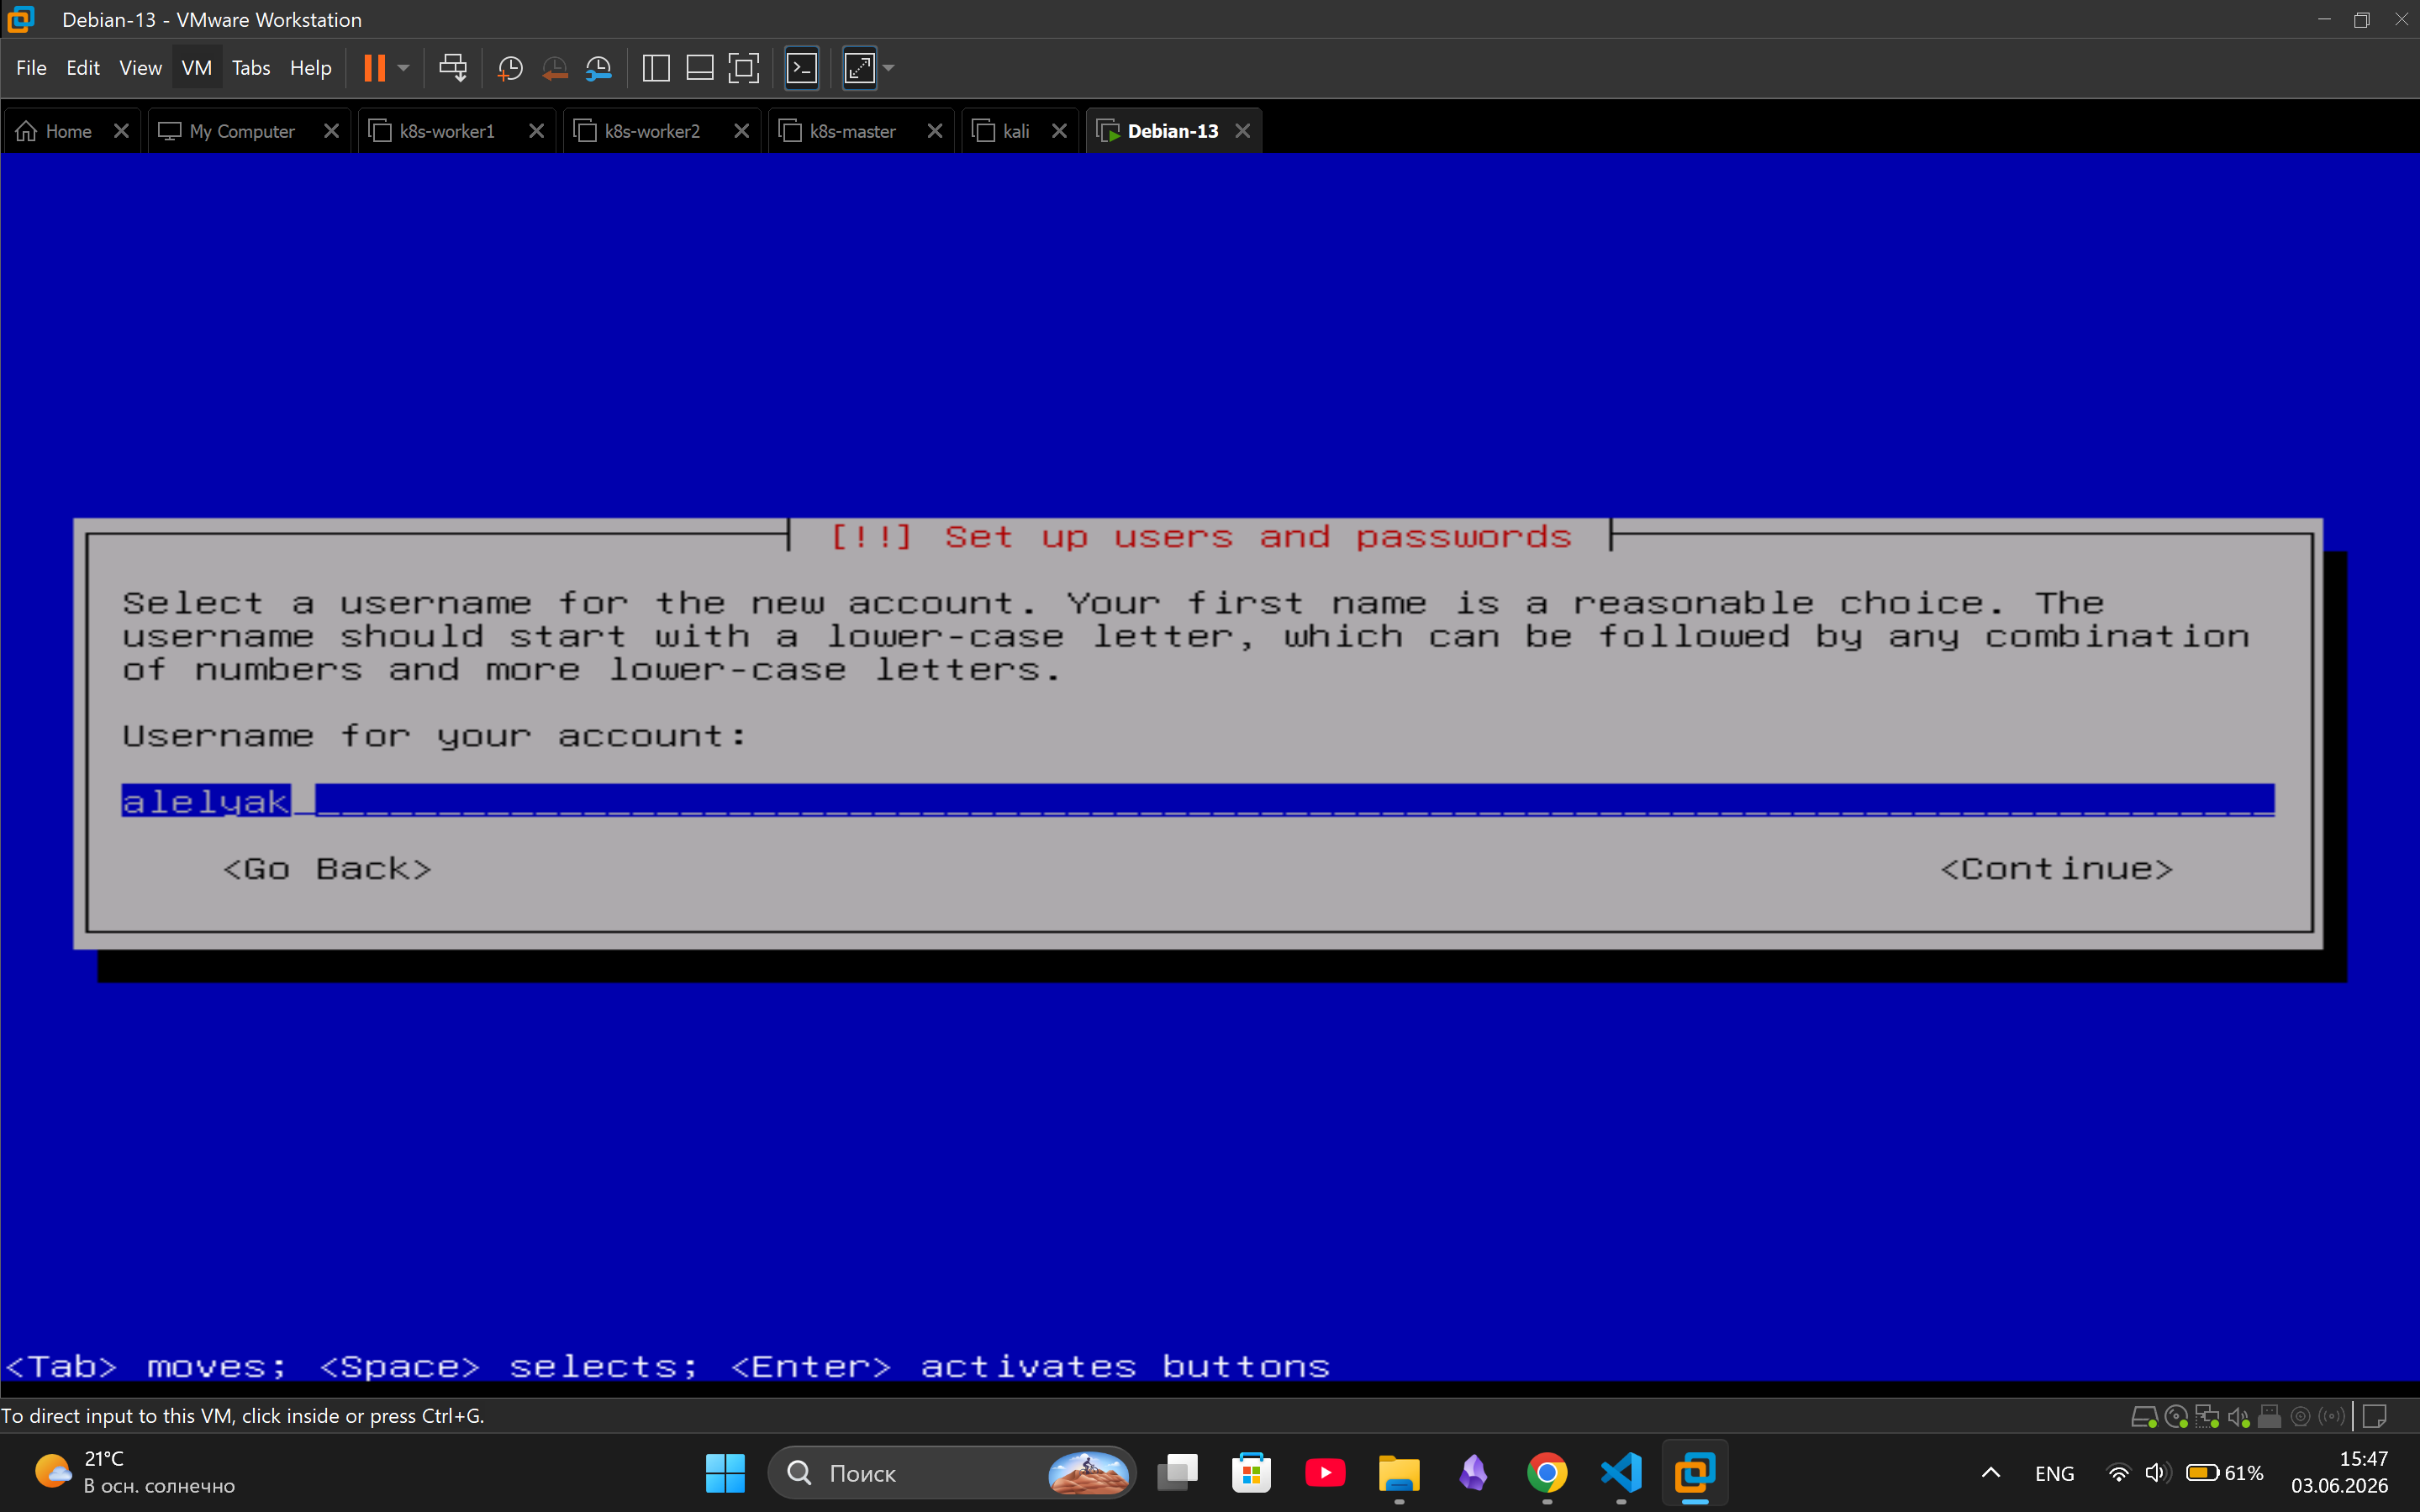 Debian-13 - VMware Workstation
File Edit View VM Tabs Help
Home My Computer k8s-worker1 k8s-worker2 k8s-master kali Debian-13
[!!] Set up users and passwords
Select a username for the new account. Your first name is a reasonable choice. The
username should start with a lower-case letter, which can be followed by any combination
of numbers and more lower-case letters.
Username for your account:
alelyak
<Go Back> <Continue>
<Tab> moves; <Space> selects; <Enter> activates buttons
To direct input to this VM, click inside or press Ctrl+G.
21°C
В осн. солнечно
Поиск
ENG
61%
15:47
03.06.2026